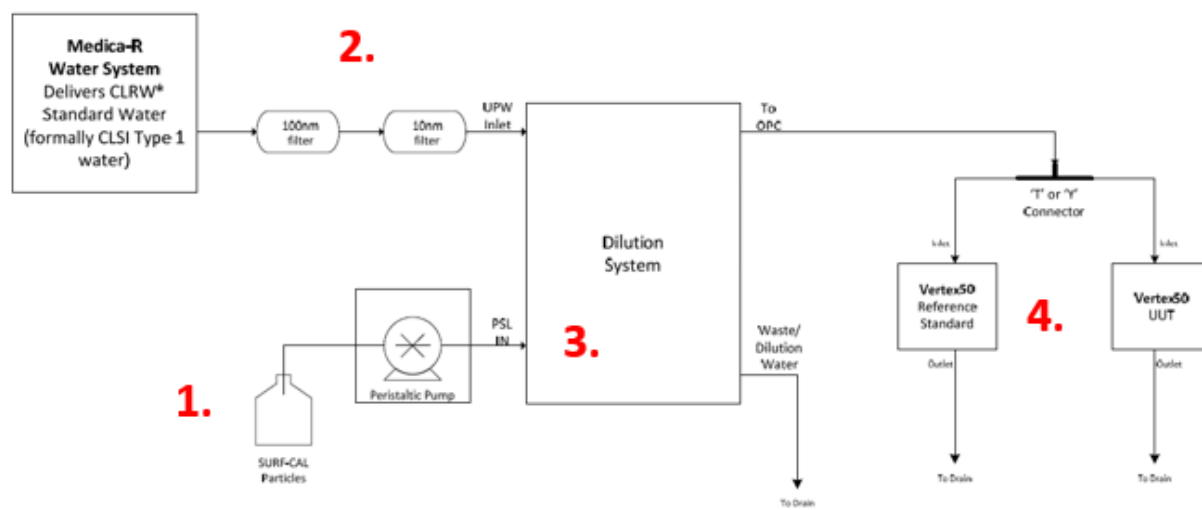 Medica-R
Water System
Delivers CLRW*
Standard Water
(formally CLSI Type 1
water)
2.
100nm
filter
10nm
filter
UPW
Inlet
To
OPC
'T' or 'Y'
Connector
Dilution
System
Inlet
Inlet
Vertex50
Reference
Standard
4.
Vertex50
UUT
PSL
IN
3.
Waste/
Dilution
Water
Outlet
Outlet
1.
Peristaltic Pump
SURF-CAL
Particles
To Drain
To Drain
To Drain